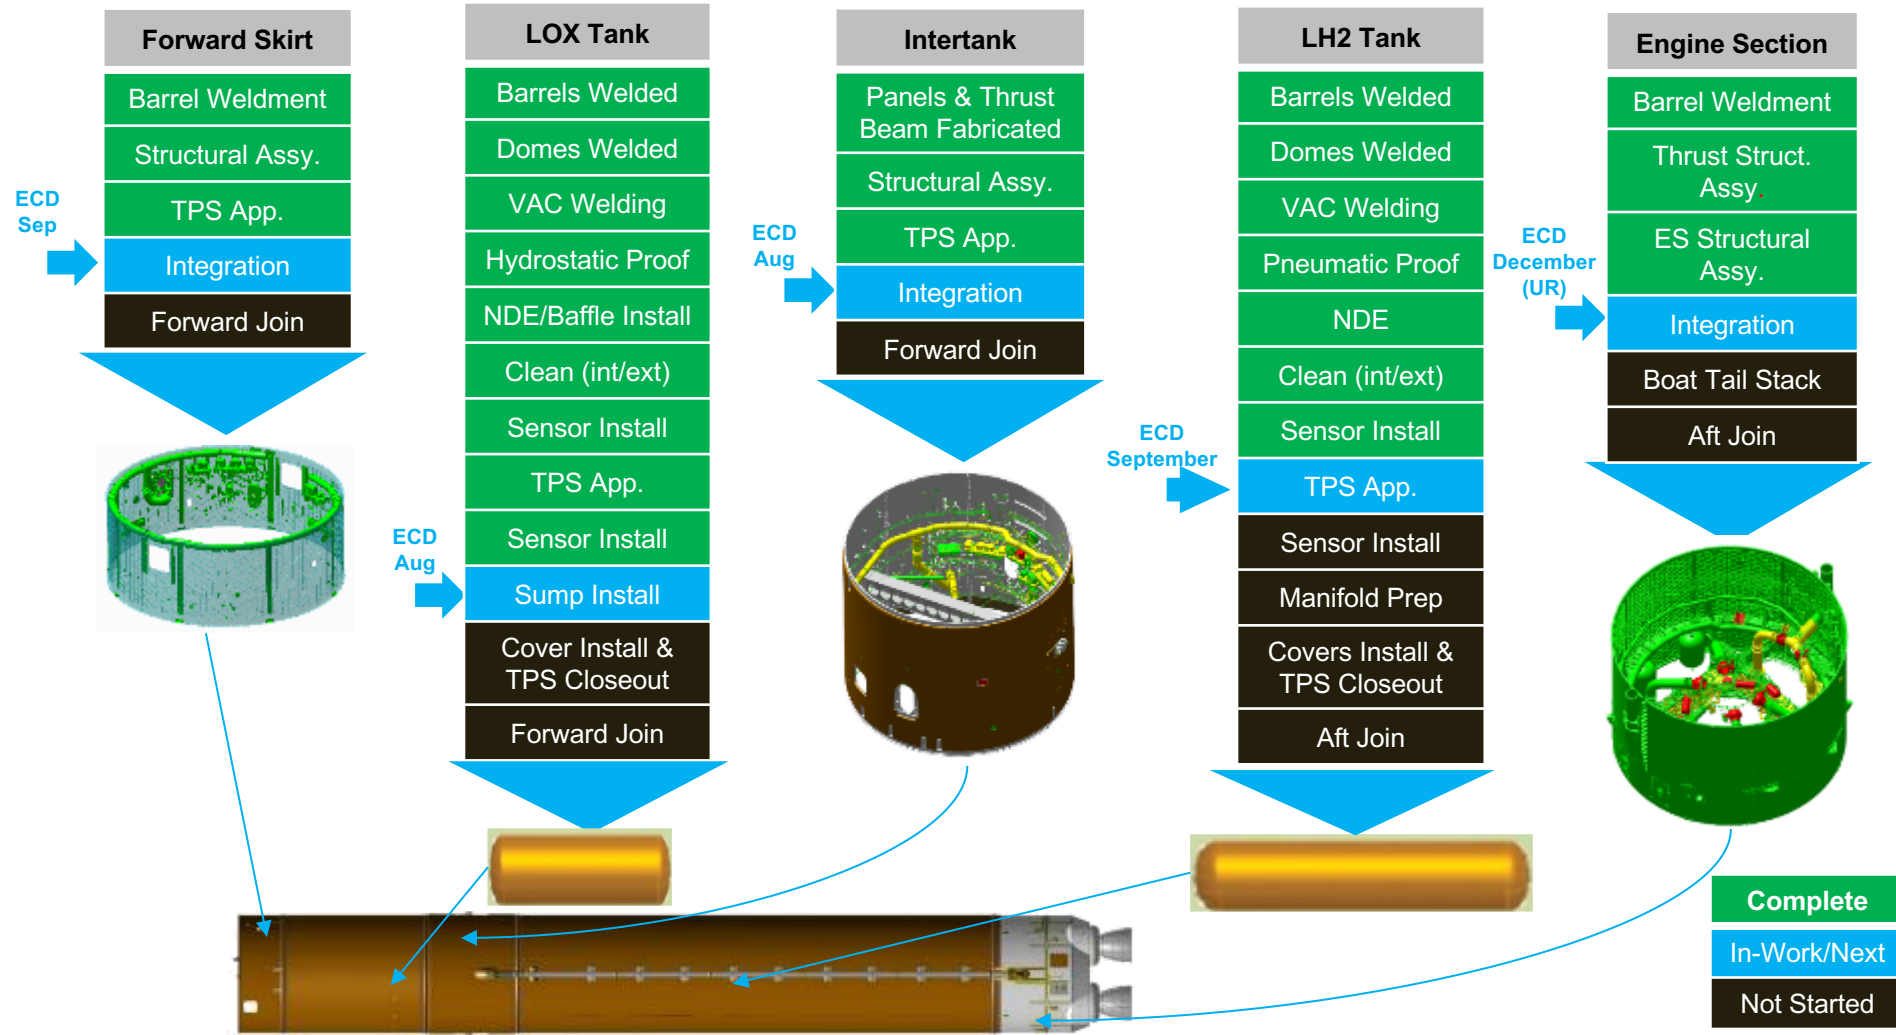 Forward Skirt
Barrel Weldment
Structural Assy.
TPS App.
ECD
Sep
Integration
Forward Join
LOX Tank
Barrels Welded
Domes Welded
VAC Welding
Hydrostatic Proof
NDE/Baffle Install
Clean (int/ext)
Sensor Install
TPS App.
Sensor Install
ECD
Aug
Sump Install
Cover Install &
TPS Closeout
Forward Join
Intertank
Panels & Thrust
Beam Fabricated
Structural Assy.
TPS App.
ECD
Aug
Integration
Forward Join
LH2 Tank
Barrels Welded
Domes Welded
VAC Welding
Pneumatic Proof
NDE
Clean (int/ext)
Sensor Install
ECD
September
TPS App.
Sensor Install
Manifold Prep
Covers Install &
TPS Closeout
Aft Join
Engine Section
Barrel Weldment
Thrust Struct.
Assy.
ES Structural
Assy.
ECD
December
(UR)
Integration
Boat Tail Stack
Aft Join
Complete
In-Work/Next
Not Started